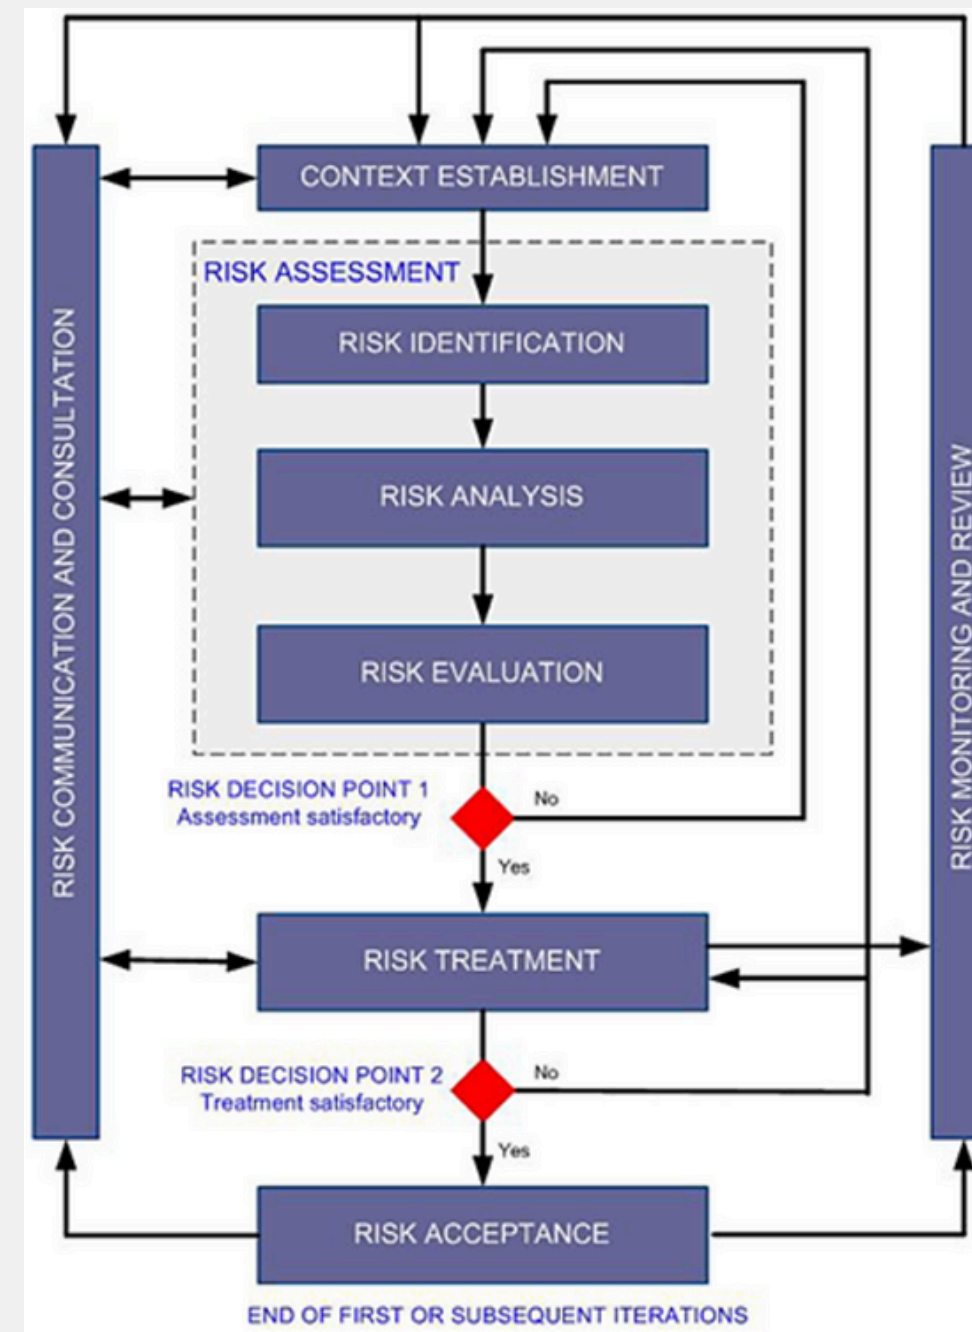 CONTEXT ESTABLISHMENT
RISK ASSESSMENT
RISK IDENTIFICATION
RISK ANALYSIS
RISK EVALUATION
RISK COMMUNICATION AND CONSULTATION
RISK MONITORING AND REVIEW
RISK DECISION POINT 1
Assessment satisfactory
No
Yes
RISK TREATMENT
RISK DECISION POINT 2
Treatment satisfactory
No
Yes
RISK ACCEPTANCE
END OF FIRST OR SUBSEQUENT ITERATIONS